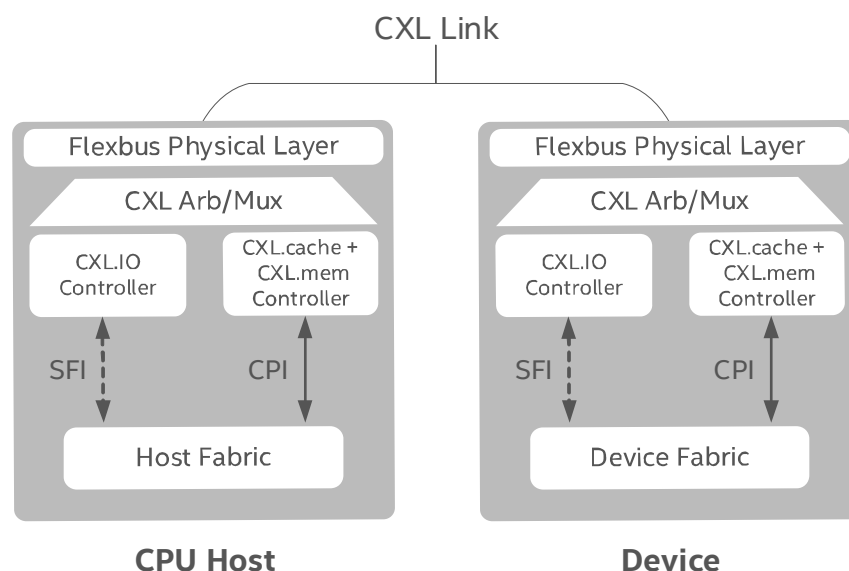 CXL Link
Flexbus Physical Layer
CXL Arb/Mux
CXL.IO
Controller
CXL.cache +
CXL.mem
Controller
SFI
CPI
Host Fabric
CPU Host
Flexbus Physical Layer
CXL Arb/Mux
CXL.IO
Controller
CXL.cache +
CXL.mem
Controller
SFI
CPI
Device Fabric
Device